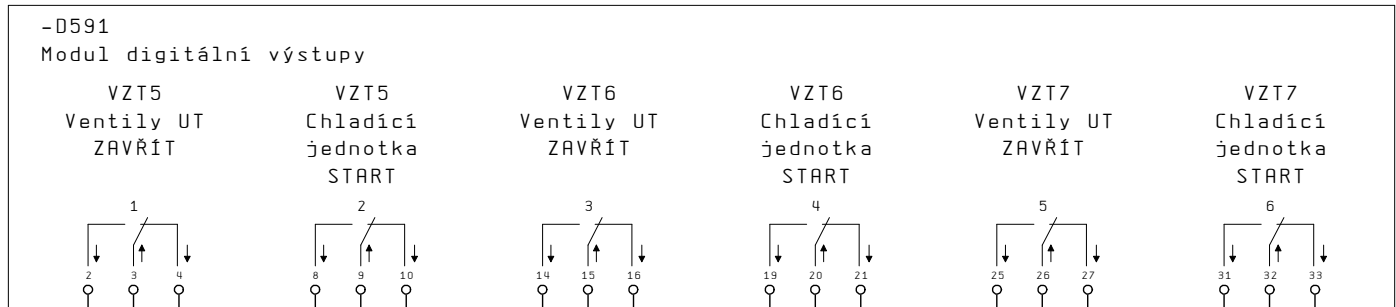 -D591
Modul digitální výstupy
VZT5
Ventily UT
ZAVŘÍT
VZT5
Chladící
jednotka
START
VZT6
Ventily UT
ZAVŘÍT
VZT6
Chladící
jednotka
START
VZT7
Ventily UT
ZAVŘÍT
VZT7
Chladící
jednotka
START
1 2 3 4 5 6
2 3 4 8 9 10 14 15 16 19 20 21 25 26 27 31 32 33